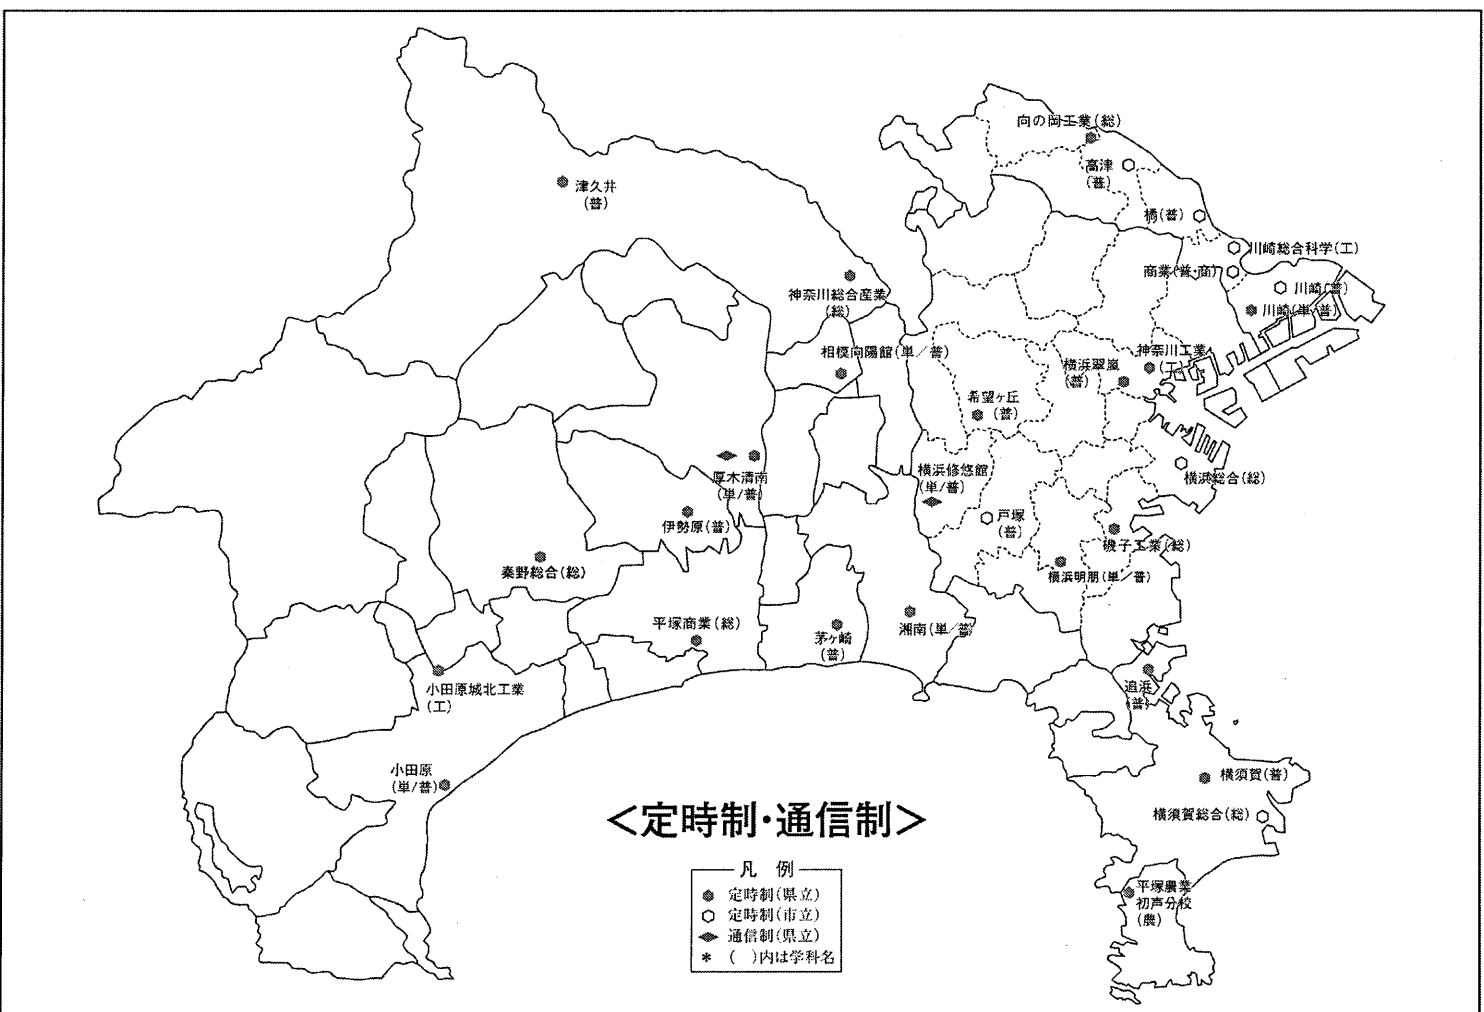 向の岡工業(総)
高津
(普)
津久井
(普)
橘(普)
川崎総合科学(工)
商業(普・商)
神奈川総合産業
(総)
川崎(普)
川崎(単/普)
相模向陽館(単/普)
神奈川工業
(工)
横浜翠嵐
(普)
希望ヶ丘
(普)
横浜修悠館
(単/普)
厚木清南
(単/普)
横浜総合(総)
伊勢原(普)
戸塚
(普)
磯子工業(総)
秦野総合(総)
横浜明朋(単/普)
平塚商業(総)
茅ヶ崎
(普)
湘南(単/普)
小田原城北工業
(工)
追浜
(普)
小田原
(単/普)
横須賀(普)
横須賀総合(総)
<定時制・通信制>
凡 例
定時制(県立)
定時制(市立)
通信制(県立)
* ( )内は学科名
平塚農業
初声分校
(農)